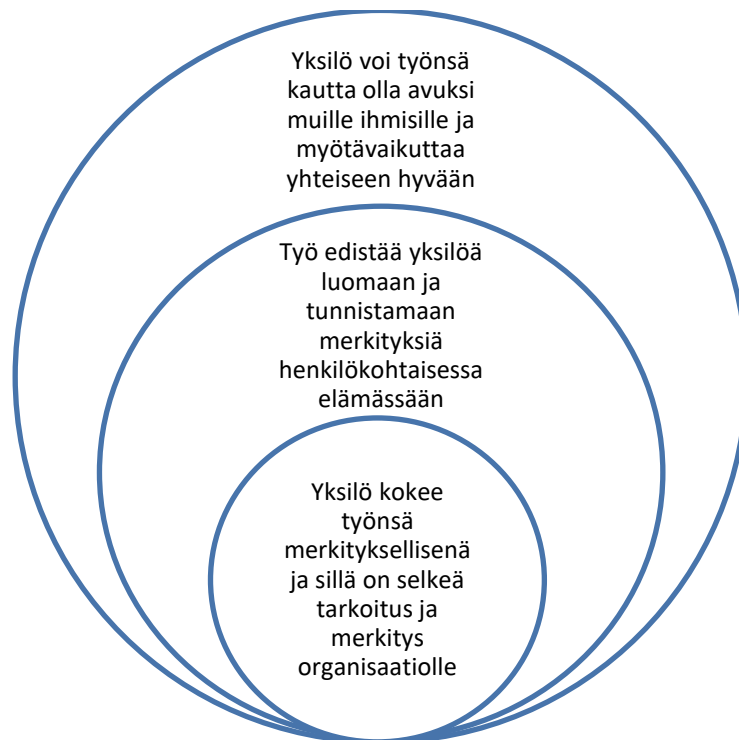 Yksilö voi työnsä
kautta olla avuksi
muille ihmisille ja
myötävaikuttaa
yhteiseen hyvään
Työ edistää yksilöä
luomaan ja
tunnistamaan
merkityksiä
henkilökohtaisessa
elämässään
Yksilö kokee
työnsä
merkityksellisenä
ja sillä on selkeä
tarkoitus ja
merkitys
organisaatiolle